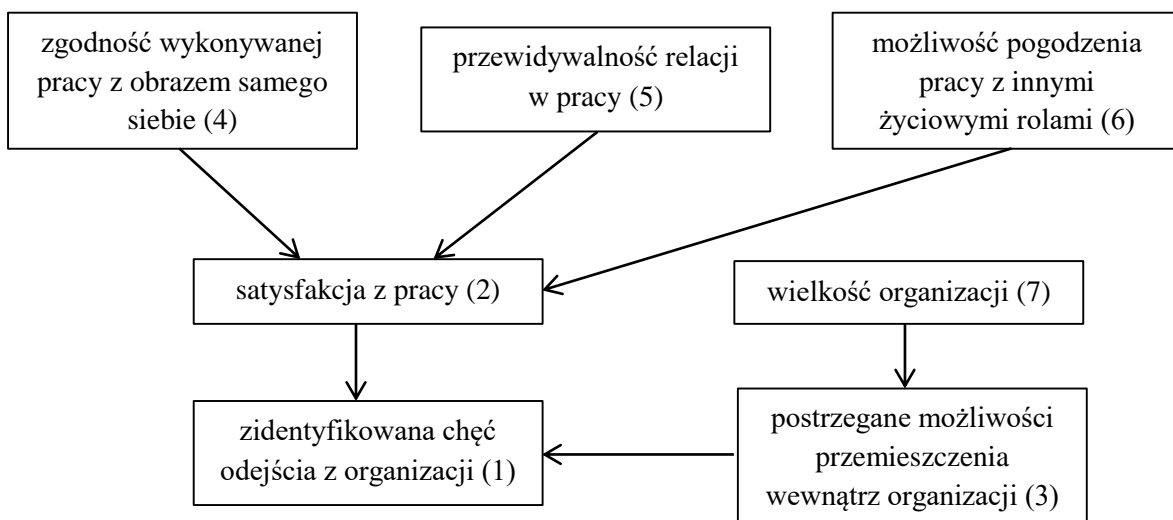 zgodność wykonywanej
pracy z obrazem samego
siebie (4)
przewidywalność relacji
w pracy (5)
możliwość pogodzenia
pracy z innymi
życiowymi rolami (6)
satysfakcja z pracy (2)
wielkość organizacji (7)
zidentyfikowana chęć
odejścia z organizacji (1)
postrzegane możliwości
przemieszczenia
wewnątrz organizacji (3)